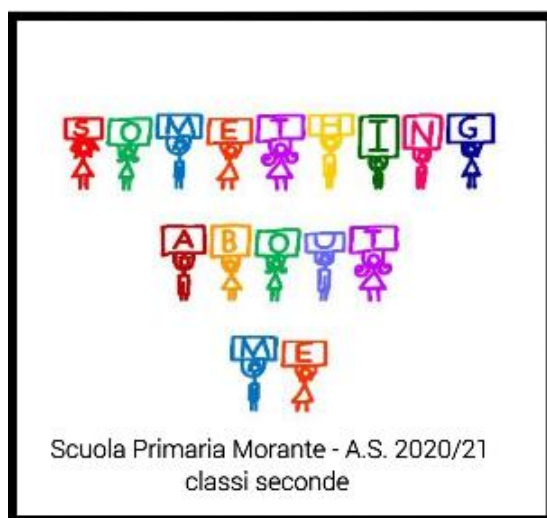 SOMETHING
ABOUT
ME
Scuola Primaria Morante - A.S. 2020/21
classi seconde